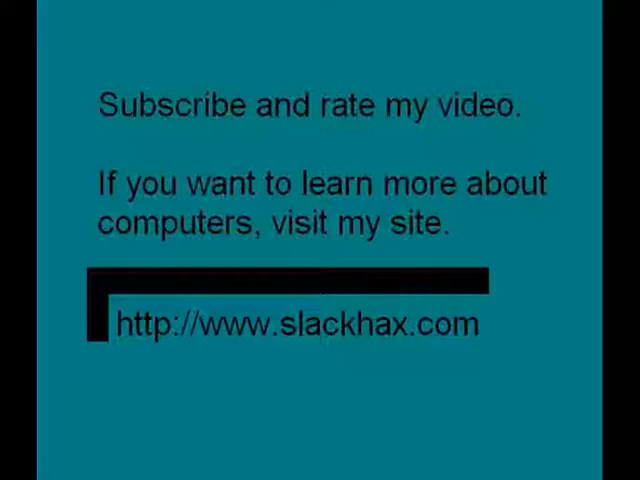 Subscribe and rate my video.
If you want to learn more about
computers, visit my site.
http://www.slackhax.com